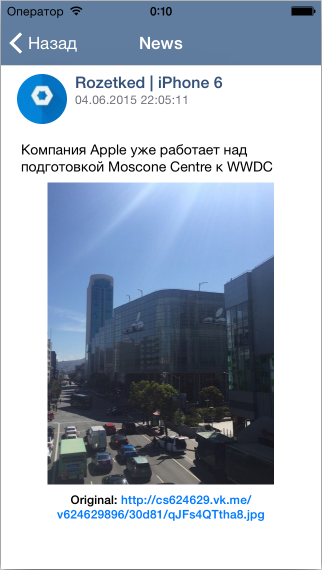 Оператор 0:10
Назад News
Rozetked | iPhone 6
04.06.2015 22:05:11
Компания Apple уже работает над
подготовкой Moscone Centre к WWDC
Original: http://cs624629.vk.me/
v624629896/30d81/qJFs4QTtha8.jpg